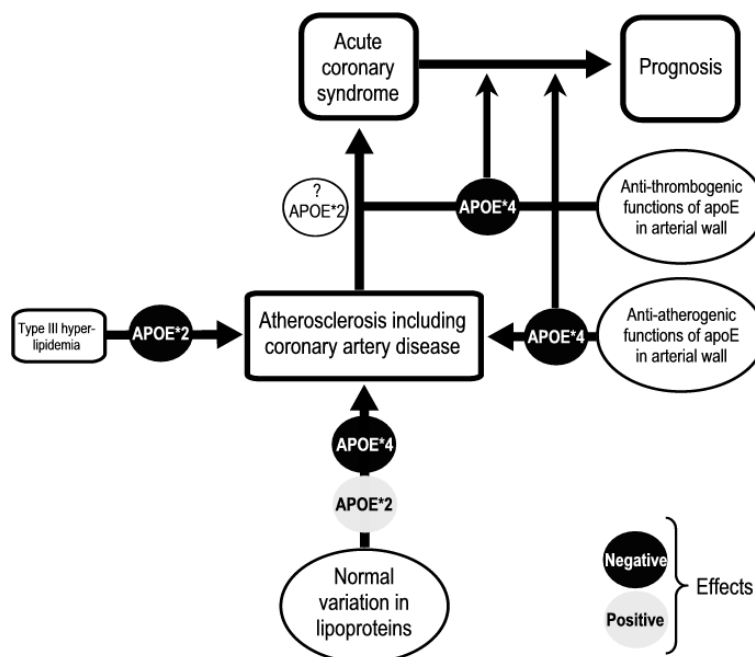 Acute
coronary
syndrome
Prognosis
?
APOE*2
APOE*4
Anti-thrombogenic
functions of apoE
in arterial wall
Type III hyper-
lipidemia
APOE*2
Atherosclerosis including
coronary artery disease
APOE*4
Anti-atherogenic
functions of apoE
in arterial wall
APOE*4
APOE*2
Normal
variation in
lipoproteins
Negative
Positive
Effects